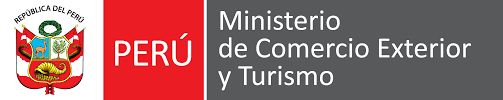 REPÚBLICA DEL PERÚ
PERÚ
Ministerio
de Comercio Exterior
y Turismo